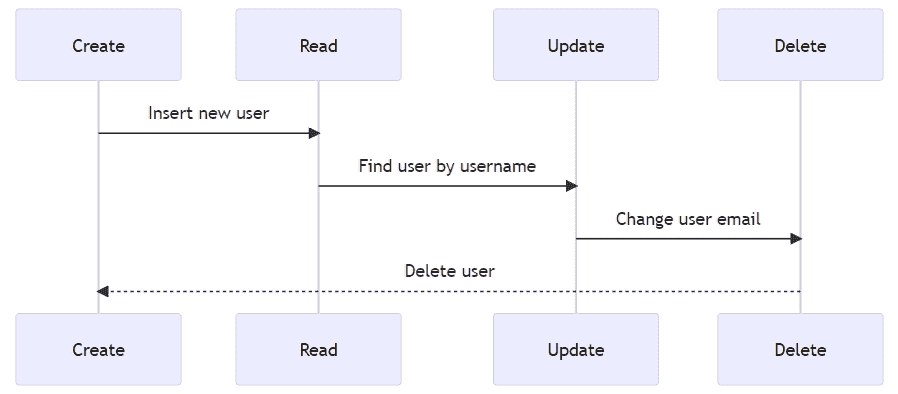 Create
Read
Update
Delete
Insert new user
Find user by username
Change user email
Delete user
Create
Read
Update
Delete